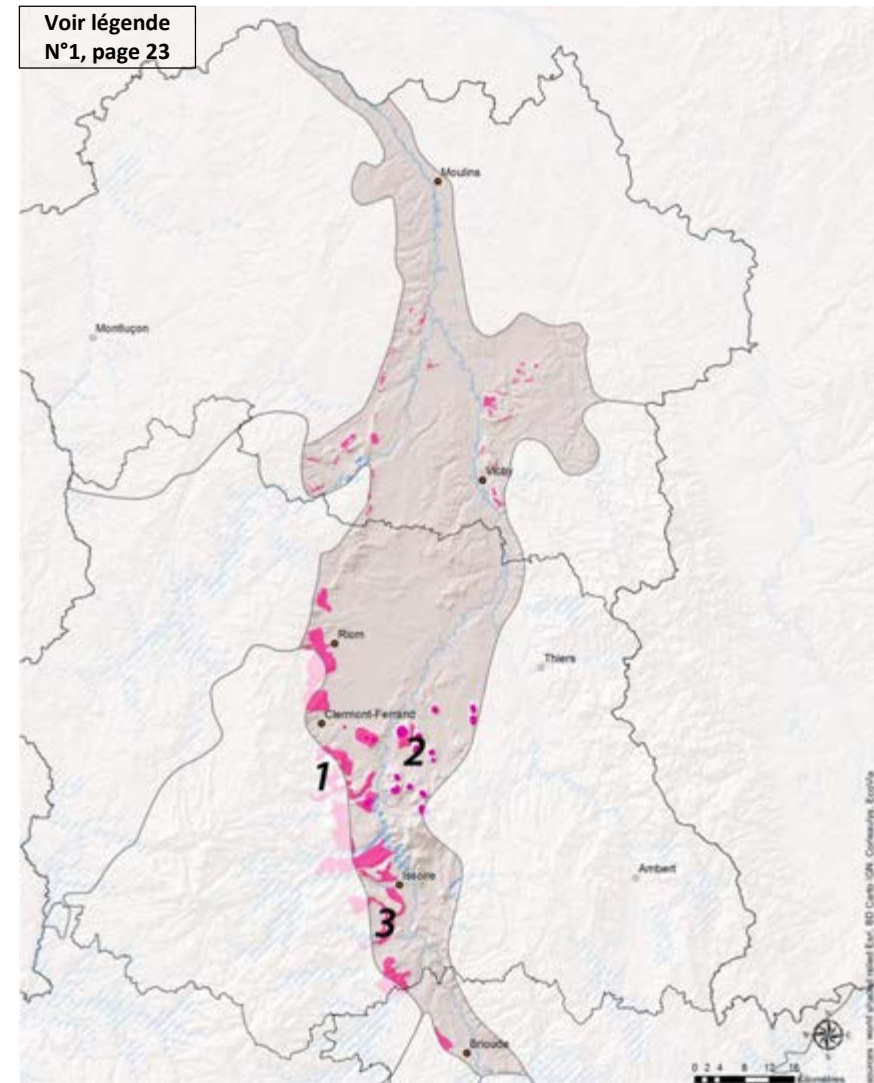 Voir légende
N°1, page 23
Moulins
Montluçon
Vichy
Riom
Thiers
Clermont-Ferrand
2
1
Ambert
Issoire
3
Brioude
0 2 4 8 12 16
Kilomètres